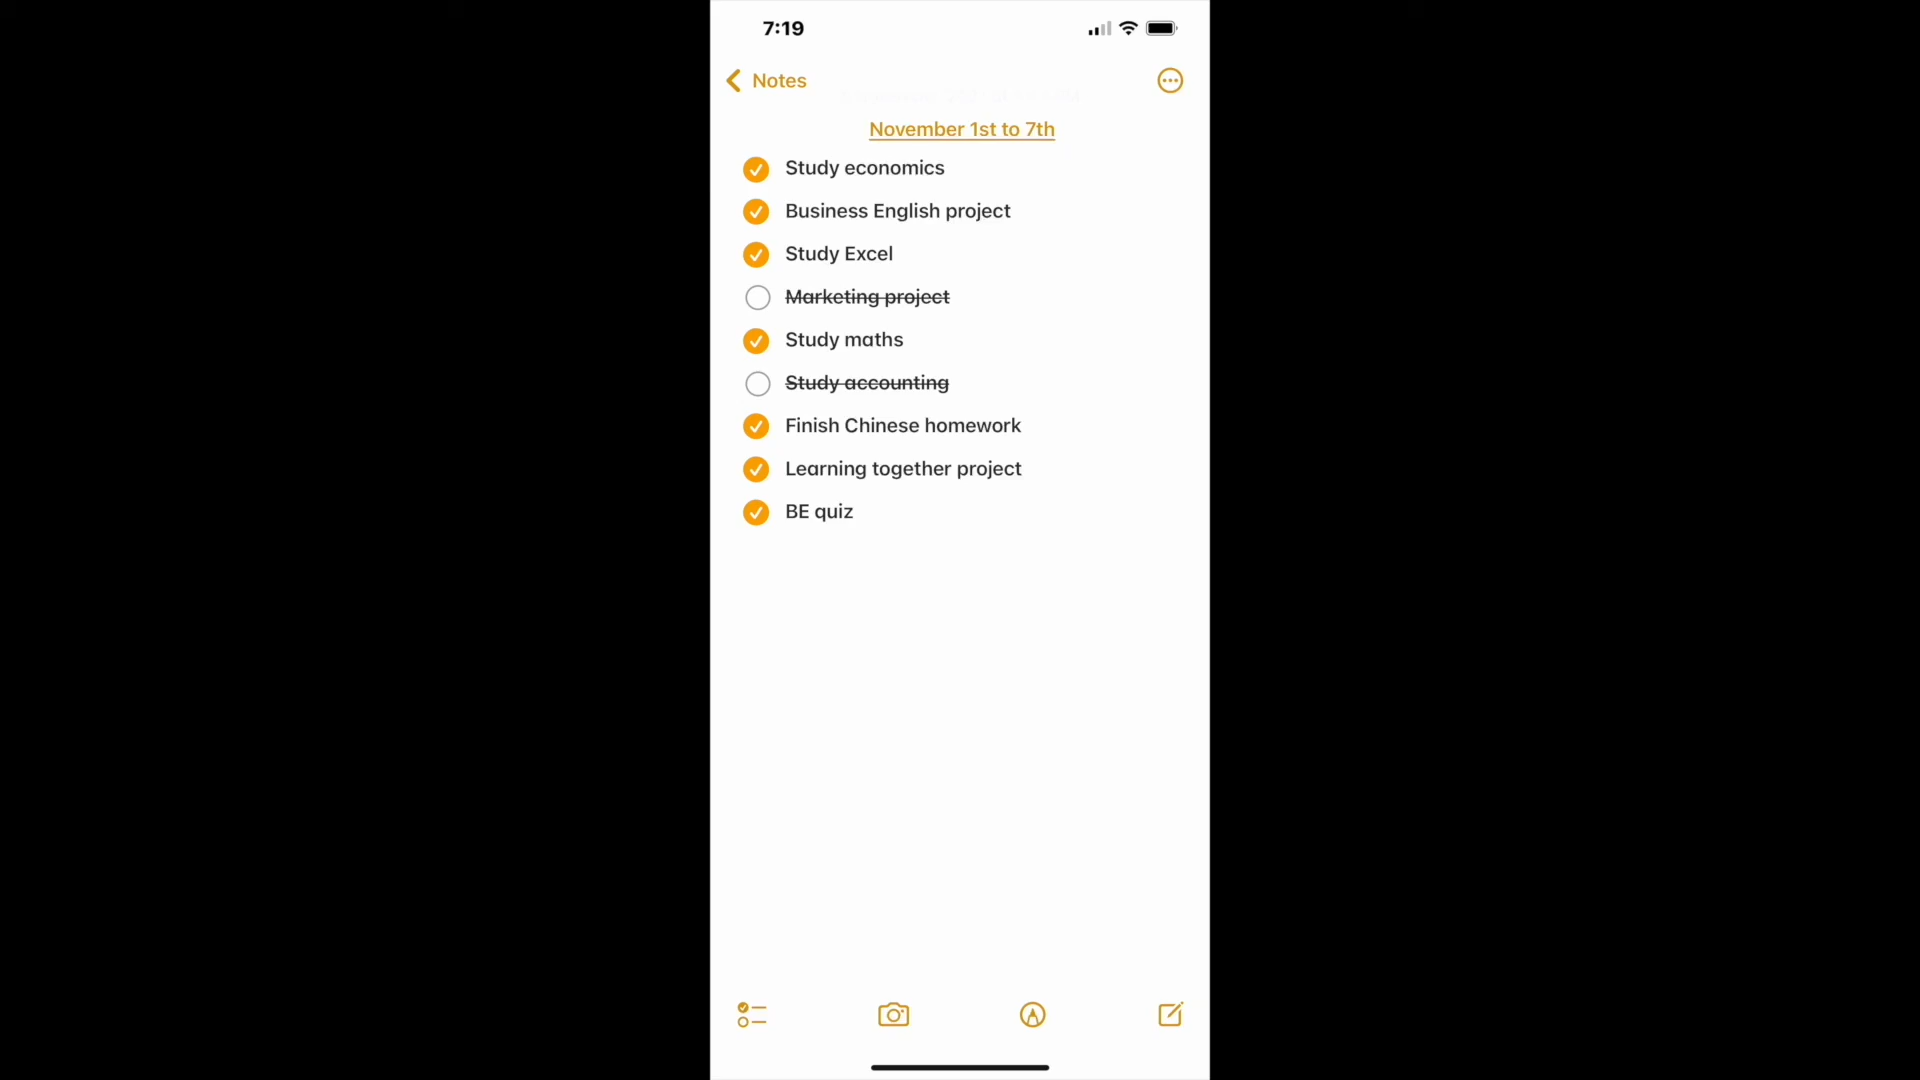 7:19
Notes
November 1st to 7th
Study economics
Business English project
Study Excel
Marketing project
Study maths
Study accounting
Finish Chinese homework
Learning together project
BE quiz